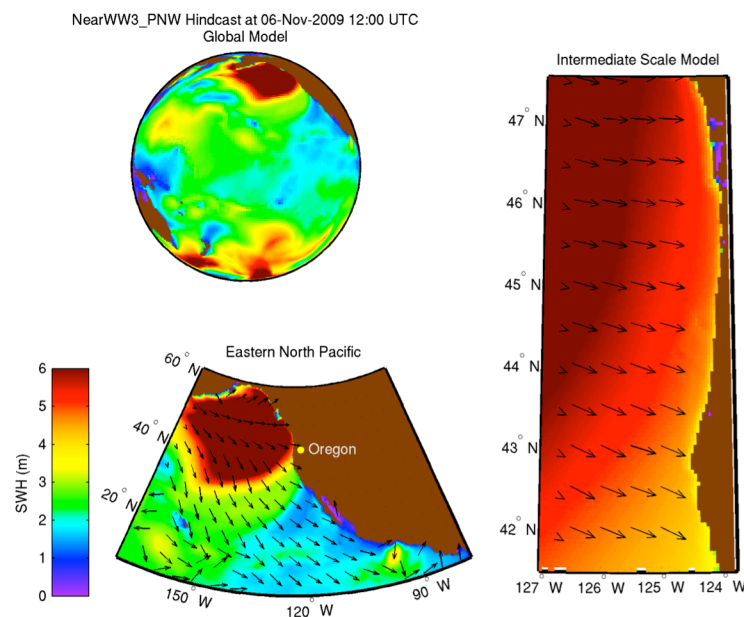 NearWW3_PNW Hindcast at 06-Nov-2009 12:00 UTC
Global Model
Intermediate Scale Model
47° N
46° N
45° N
44° N
43° N
42° N
127° W
126° W
125° W
124° W
Eastern North Pacific
60° N
40° N
20° N
Oregon
150° W
120° W
90° W
SWH (m)
6
5
4
3
2
1
0